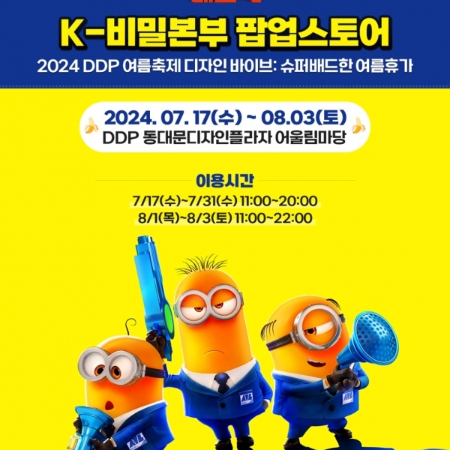 K-비밀본부 팝업스토어
2024 DDP 여름축제 디자인 바이브: 슈퍼배드한 여름휴가
2024. 07. 17(수) ~ 08.03(토)
DDP 동대문디자인플라자 어울림마당
이용시간
7/17(수)~7/31(수) 11:00~20:00
8/1(목)~8/3(토) 11:00~22:00
AVL
AVL